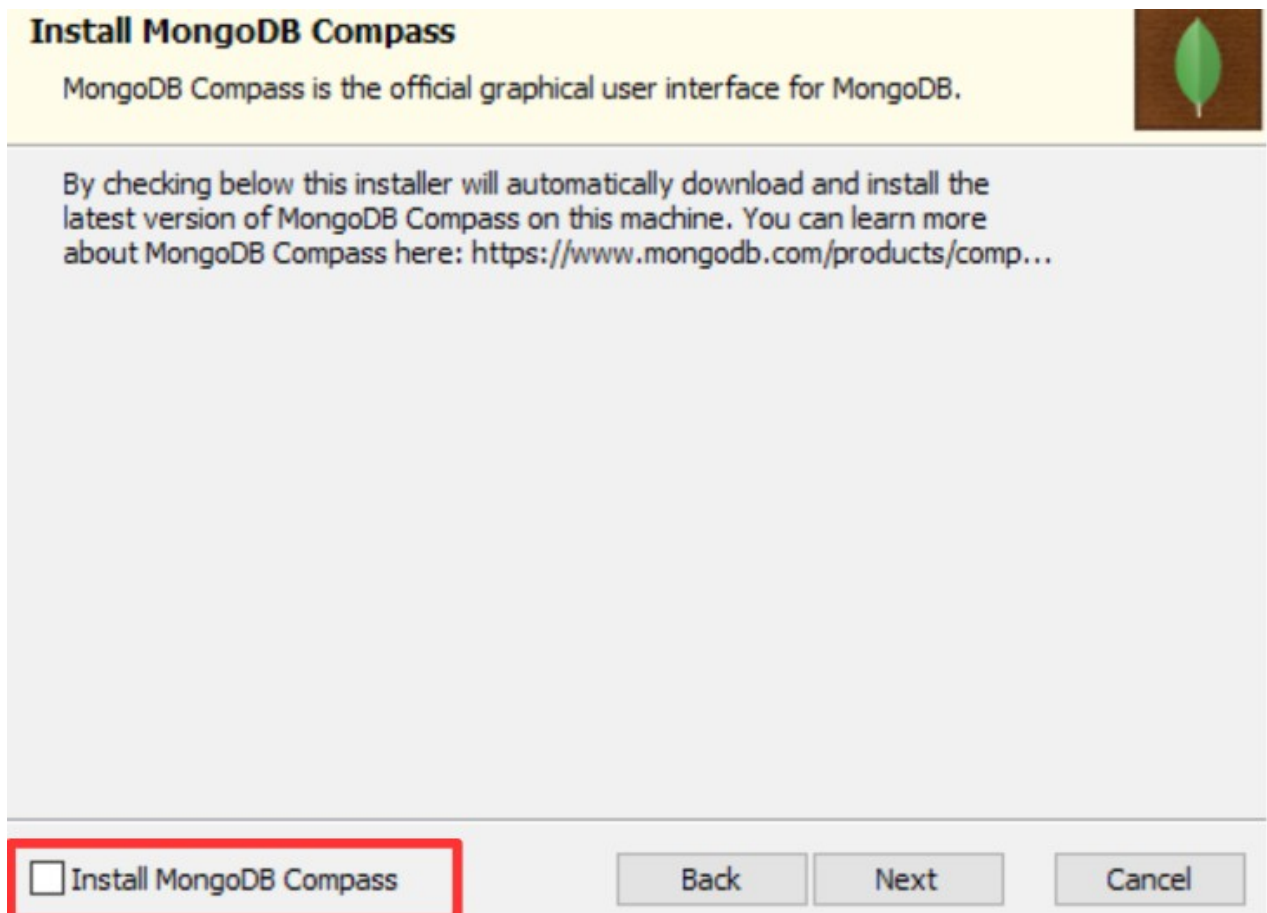 Install MongoDB Compass
MongoDB Compass is the official graphical user interface for MongoDB.
By checking below this installer will automatically download and install the
latest version of MongoDB Compass on this machine. You can learn more
about MongoDB Compass here: https://www.mongodb.com/products/comp...
Install MongoDB Compass
Back
Next
Cancel